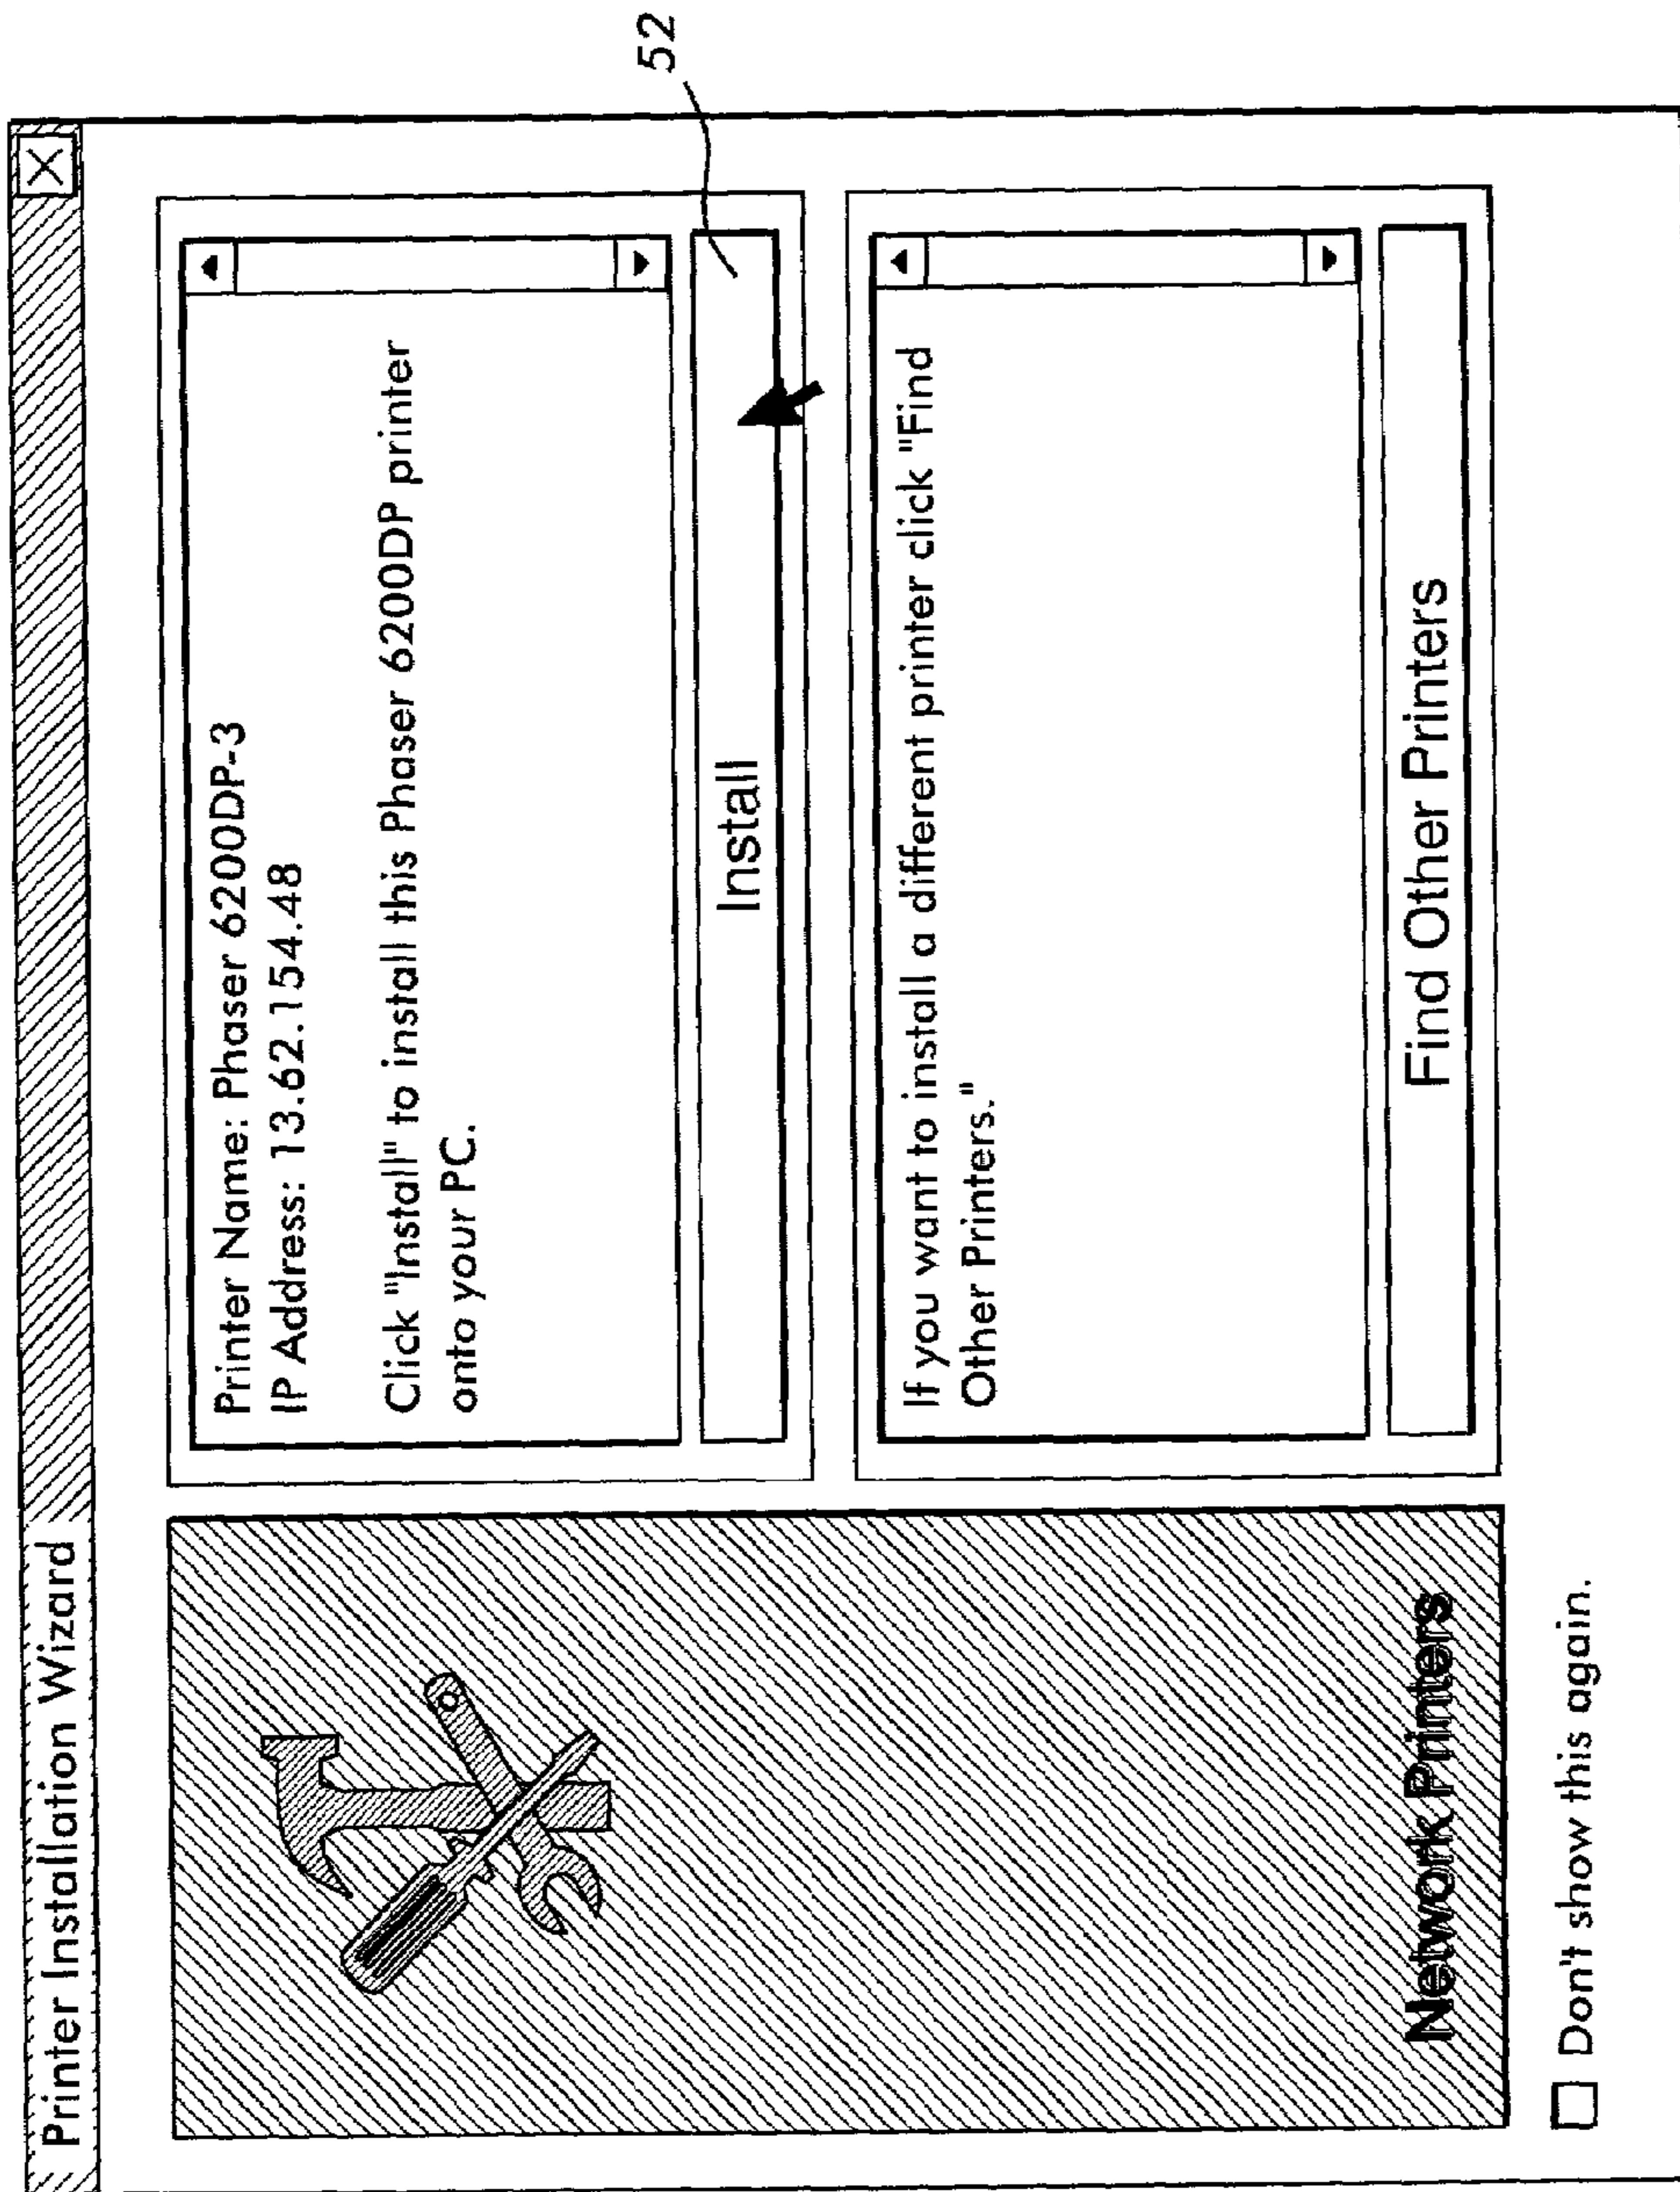 Printer Installation Wizard
X
Printer Name: Phaser 6200DP-3
IP Address: 13.62.154.48
Click "Install" to install this Phaser 6200DP printer
onto your PC.
Install
52
If you want to install a different printer click "Find
Other Printers."
Find Other Printers
Network Printers
Don't show this again.